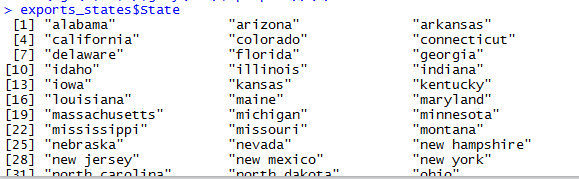 > exports_states$State
[1] "alabama" "arizona" "arkansas"
[4] "california" "colorado" "connecticut"
[7] "delaware" "florida" "georgia"
[10] "idaho" "illinois" "indiana"
[13] "iowa" "kansas" "kentucky"
[16] "louisiana" "maine" "maryland"
[19] "massachusetts" "michigan" "minnesota"
[22] "mississippi" "missouri" "montana"
[25] "nebraska" "nevada" "new hampshire"
[28] "new jersey" "new mexico" "new york"
[31] "north carolina" "north dakota" "ohio"